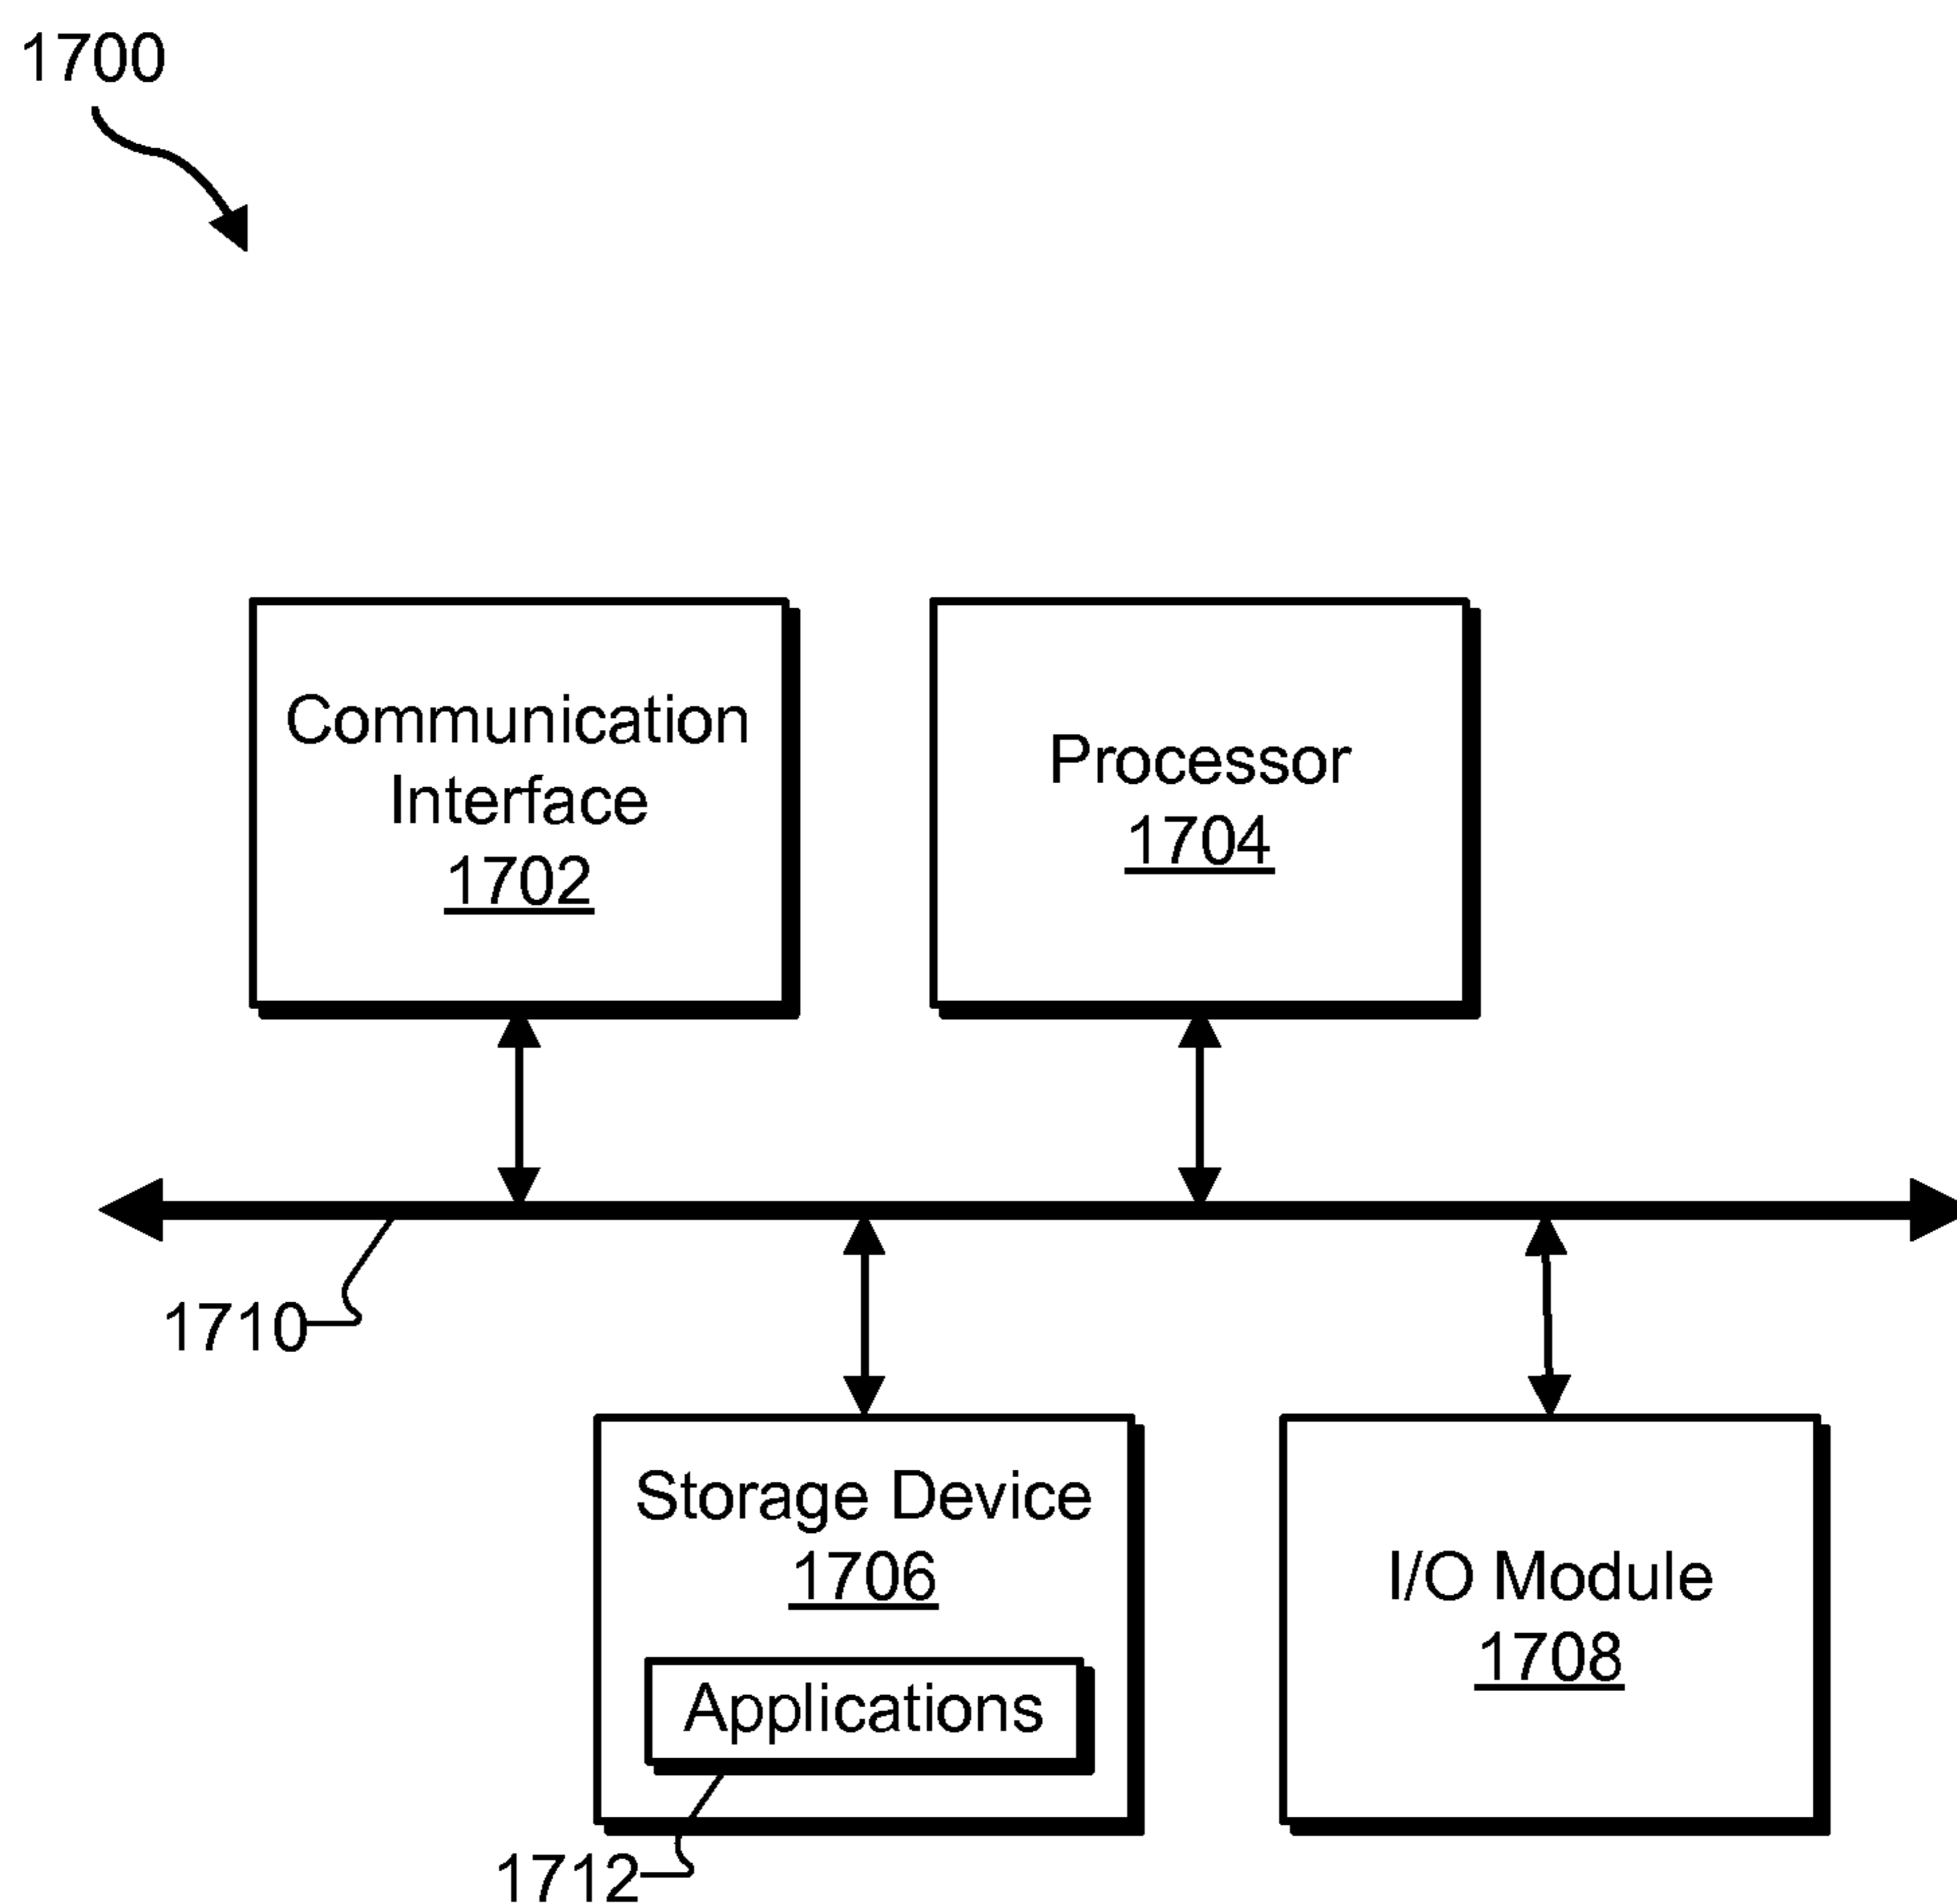 1700
Communication
Interface
1702
Processor
1704
1710
Storage Device
1706
Applications
1712
I/O Module
1708